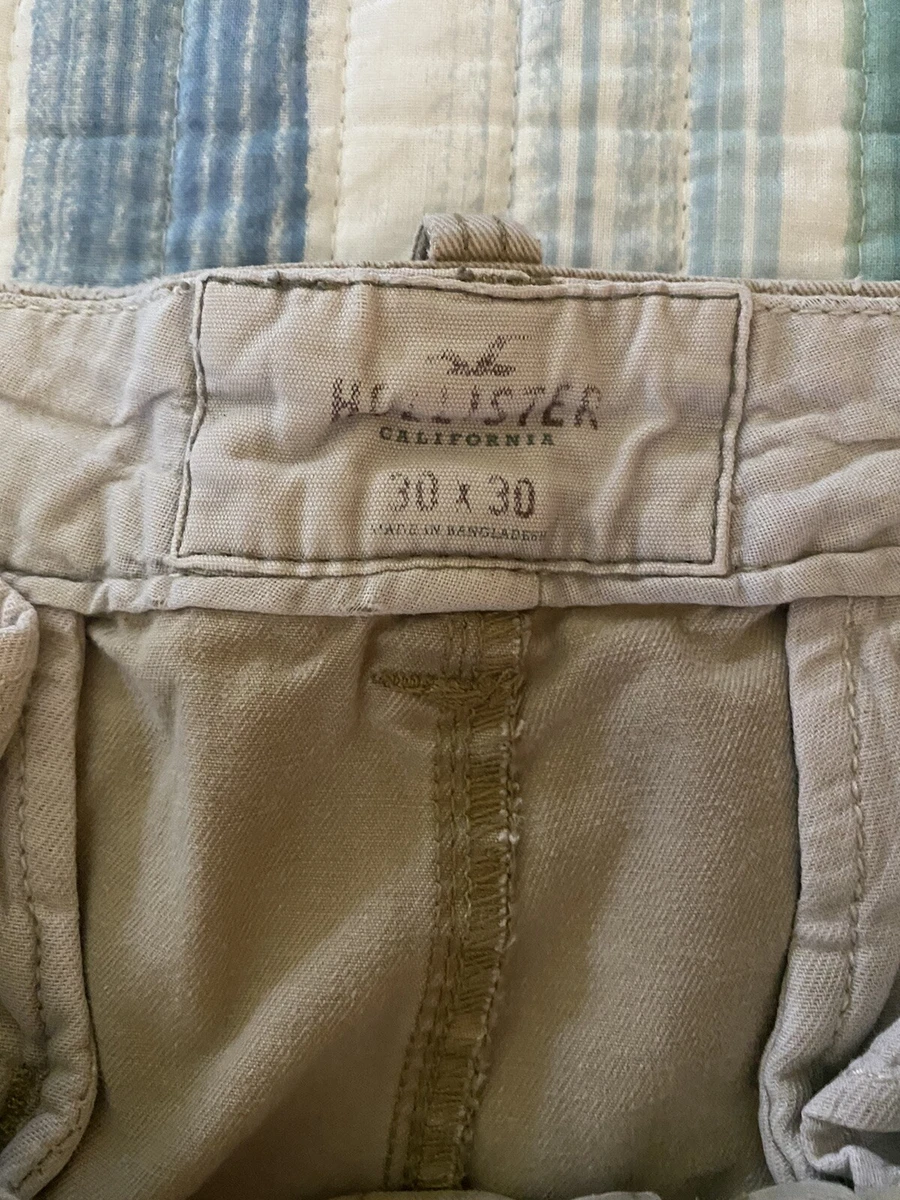 HOLLISTER
CALIFORNIA
30 x 30
MADE IN BANGLADESH